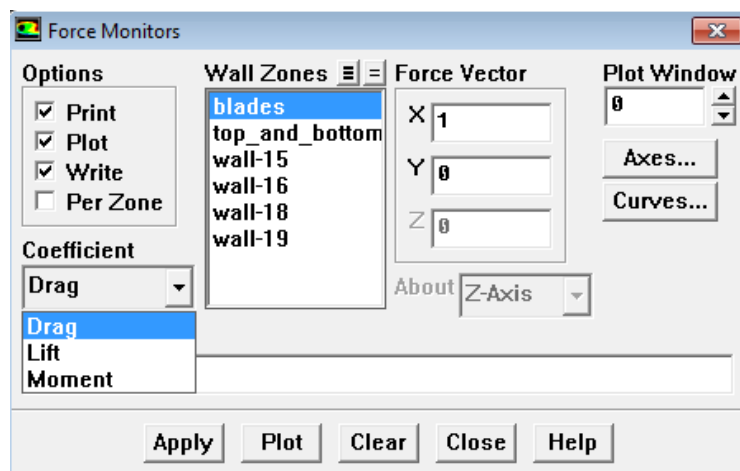 Force Monitors
Options
Print
Plot
Write
Per Zone
Coefficient
Drag
Drag
Lift
Moment
Wall Zones
blades
top_and_bottom
wall-15
wall-16
wall-18
wall-19
Force Vector
X 1
Y 0
Z 0
About Z-Axis
Plot Window
0
Axes...
Curves...
Apply Plot Clear Close Help